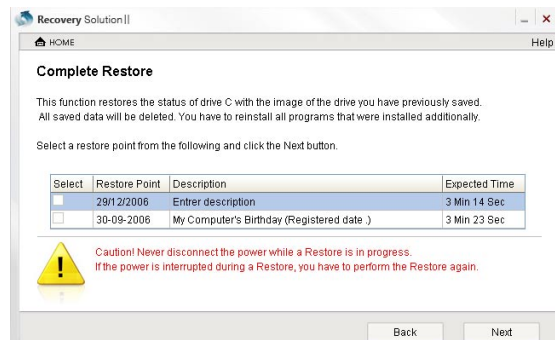 Recovery Solution II
HOME Help
Complete Restore
This function restores the status of drive C with the image of the drive you have previously saved.
All saved data will be deleted. You have to reinstall all programs that were installed additionally.
Select a restore point from the following and click the Next button.
Select Restore Point Description Expected Time
29/12/2006 Entrer description 3 Min 14 Sec
30-09-2006 My Computer's Birthday (Registered date .) 3 Min 23 Sec
Caution! Never disconnect the power while a Restore is in progress.
If the power is interrupted during a Restore, you have to perform the Restore again.
Back Next